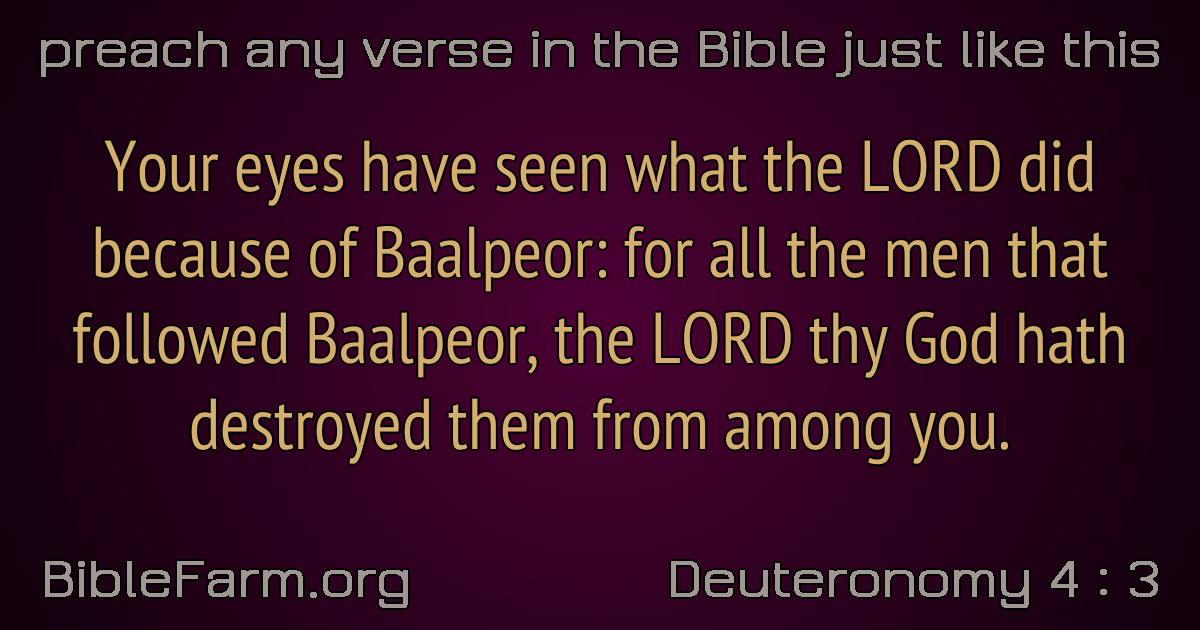 preach any verse in the Bible just like this
Your eyes have seen what the LORD did
because of Baalpeor: for all the men that
followed Baalpeor, the LORD thy God hath
destroyed them from among you.
BibleFarm.org
Deuteronomy 4 : 3